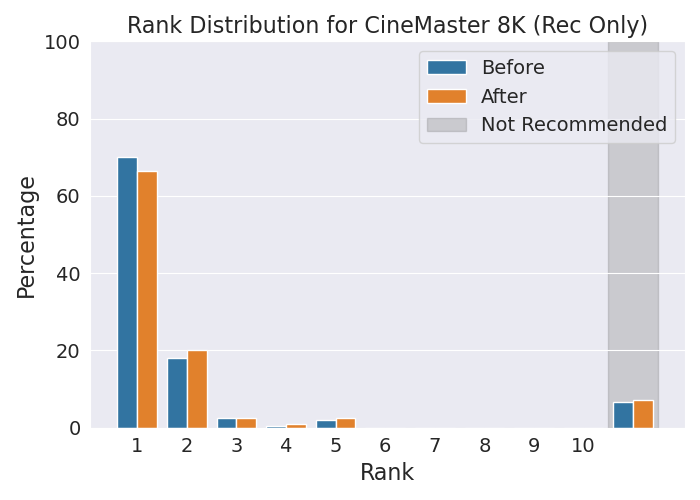 Rank Distribution for CineMaster 8K (Rec Only)
Before
After
Not Recommended
Percentage
100
80
60
40
20
0
1 2 3 4 5 6 7 8 9 10
Rank